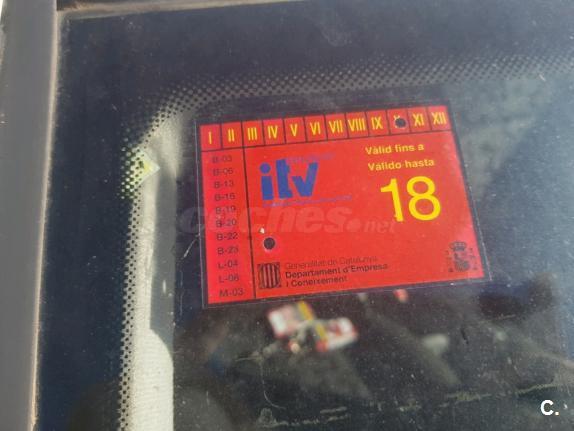 I II III IV V VI VII VIII IX X XI XII
B-03
B-06
B-13
B-16
B-19
B-20
B-22
B-23
L-04
L-06
M-03
itv
Vàlid fins a
Válido hasta
18
Generalitat de Catalunya
Departament d'Empresa
i Coneixement
coches.net
C.